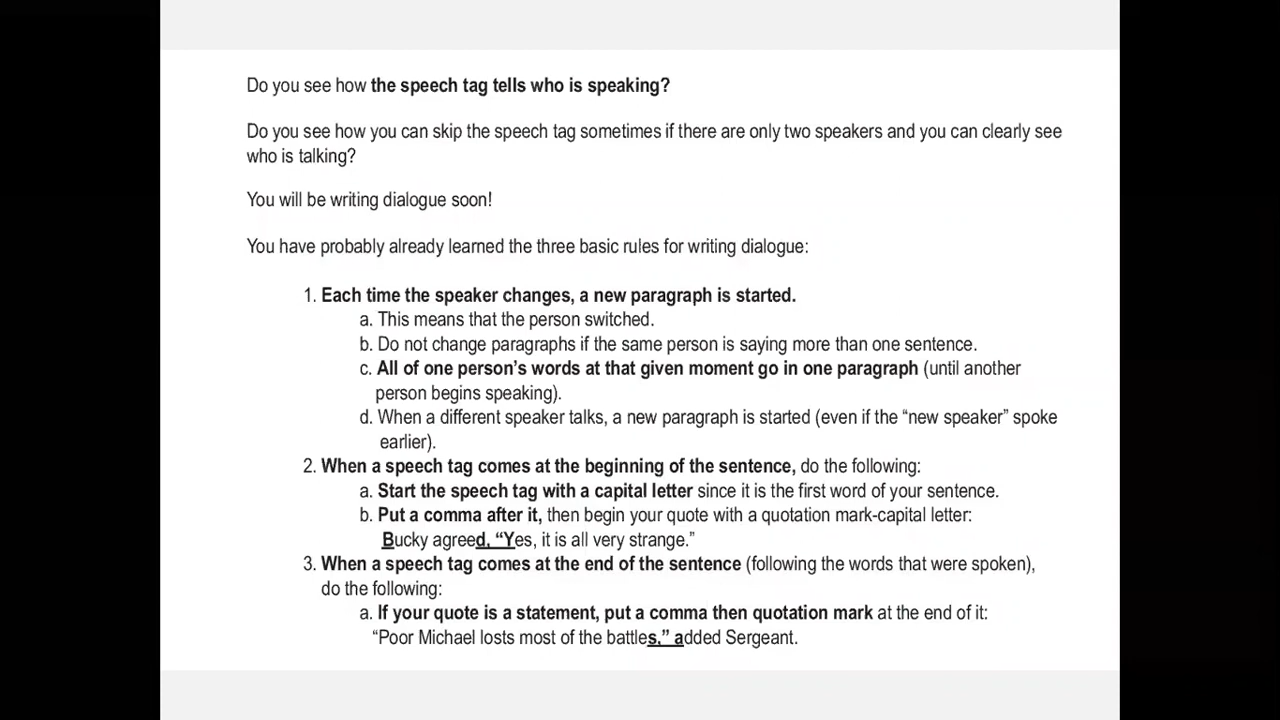 Do you see how the speech tag tells who is speaking?
Do you see how you can skip the speech tag sometimes if there are only two speakers and you can clearly see
who is talking?
You will be writing dialogue soon!
You have probably already learned the three basic rules for writing dialogue:
1. Each time the speaker changes, a new paragraph is started.
a. This means that the person switched.
b. Do not change paragraphs if the same person is saying more than one sentence.
c. All of one person’s words at that given moment go in one paragraph (until another
person begins speaking).
d. When a different speaker talks, a new paragraph is started (even if the “new speaker” spoke
earlier).
2. When a speech tag comes at the beginning of the sentence, do the following:
a. Start the speech tag with a capital letter since it is the first word of your sentence.
b. Put a comma after it, then begin your quote with a quotation mark-capital letter:
Bucky agreed, “Yes, it is all very strange.”
3. When a speech tag comes at the end of the sentence (following the words that were spoken),
do the following:
a. If your quote is a statement, put a comma then quotation mark at the end of it:
“Poor Michael losts most of the battles,” added Sergeant.